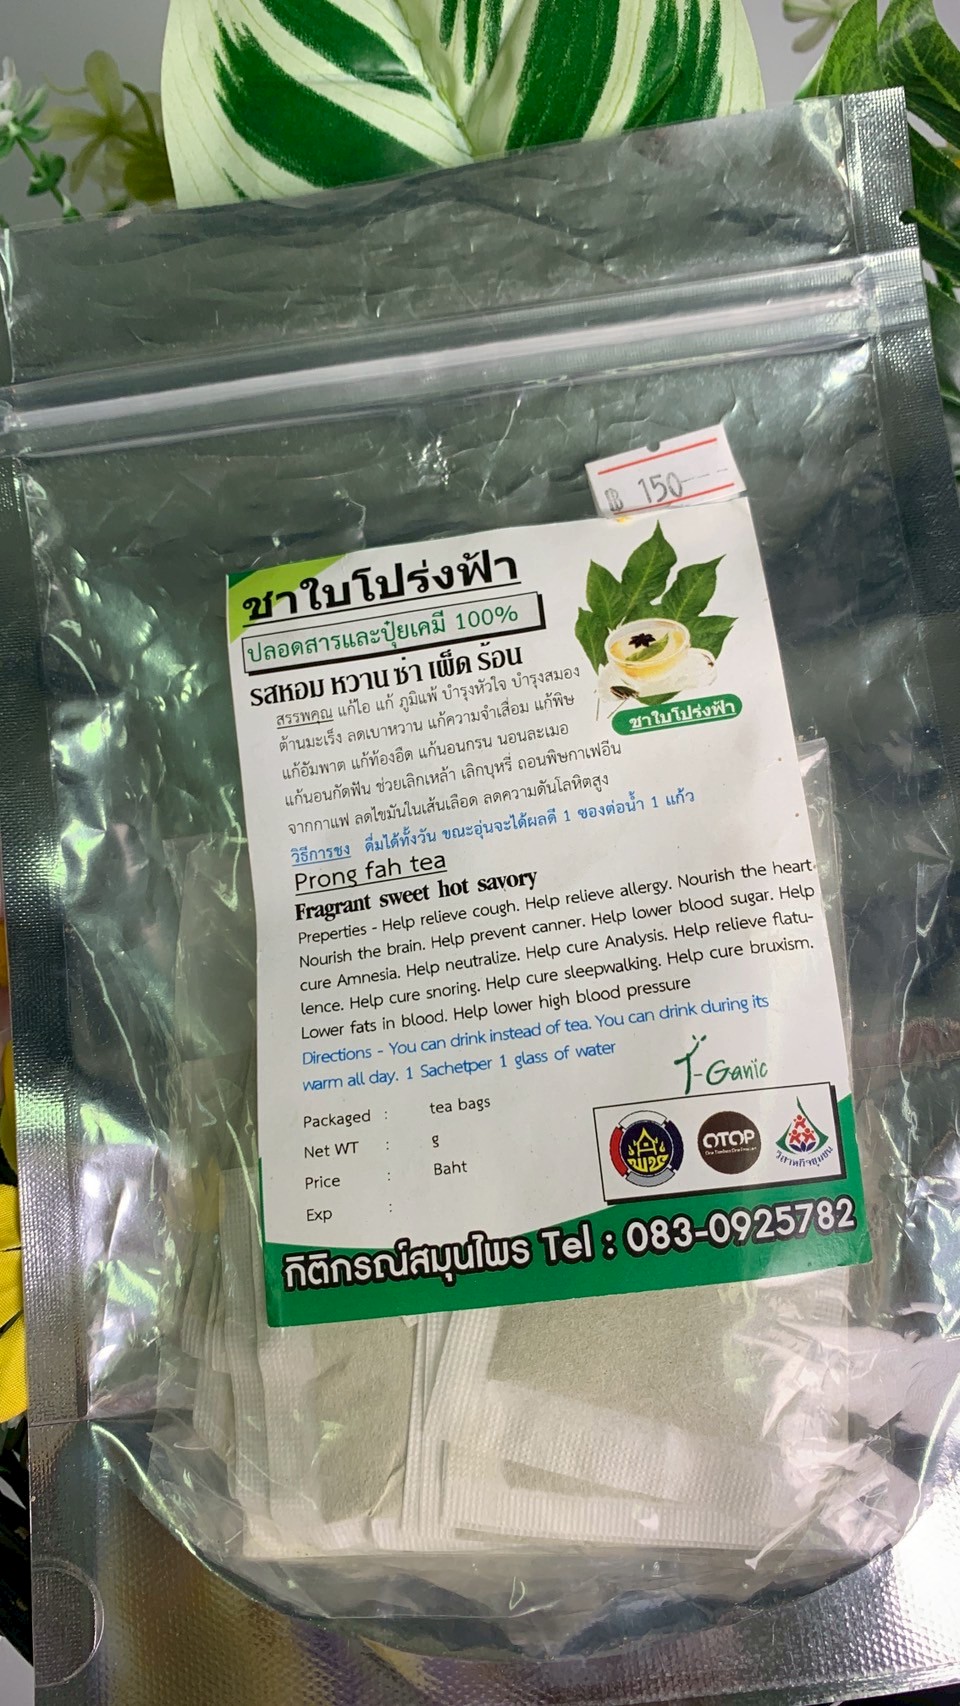 ฿ 150
ชาใบโปร่งฟ้า
ปลอดสารและปุ๋ยเคมี 100%
รสหอม หวาน ซ่า เผ็ด ร้อน
สรรพคุณ แก้ไอ แก้ ภูมิแพ้ บำรุงหัวใจ บำรุงสมอง
ต้านมะเร็ง ลดเบาหวาน แก้ความจำเสื่อม แก้พิษ
แก้อัมพาต แก้ท้องอืด แก้นอนกรน นอนละเมอ
แก้นอนกัดฟัน ช่วยเลิกเหล้า เลิกบุหรี่ ถอนพิษกาเฟอีน
จากกาแฟ ลดไขมันในเส้นเลือด ลดความดันโลหิตสูง
วิธีการชง ดื่มได้ทั้งวัน ขณะอุ่นจะได้ผลดี 1 ซองต่อน้ำ 1 แก้ว
ชาใบโปร่งฟ้า
Prong fah tea
Fragrant sweet hot savory
Preperties - Help relieve cough. Help relieve allergy. Nourish the heart.
Nourish the brain. Help prevent canner. Help lower blood sugar. Help
cure Amnesia. Help neutralize. Help cure Analysis. Help relieve flatu-
lence. Help cure snoring. Help cure sleepwalking. Help cure bruxism.
Lower fats in blood. Help lower high blood pressure
Directions - You can drink instead of tea. You can drink during its
warm all day. 1 Sachetper 1 glass of water
Packaged : tea bags
Net WT : g
Price : Baht
Exp :
T-Ganic
OTOP
วิสาหกิจชุมชน
กิติกรณ์สมุนไพร Tel : 083-0925782